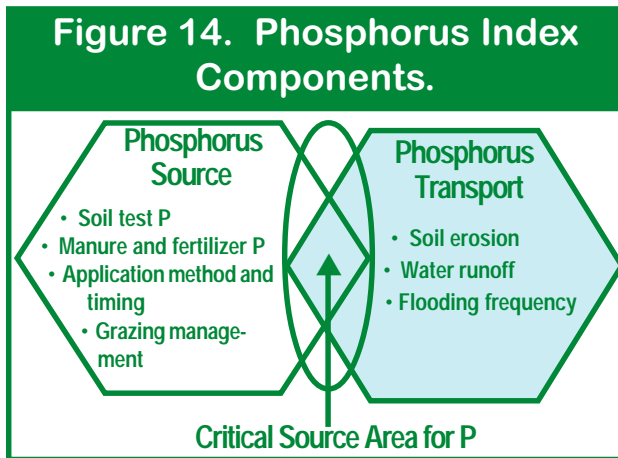 Figure 14. Phosphorus Index
Components.
Phosphorus
Source
• Soil test P
• Manure and fertilizer P
• Application method and
timing
• Grazing manage-
ment
Phosphorus
Transport
• Soil erosion
• Water runoff
• Flooding frequency
Critical Source Area for P